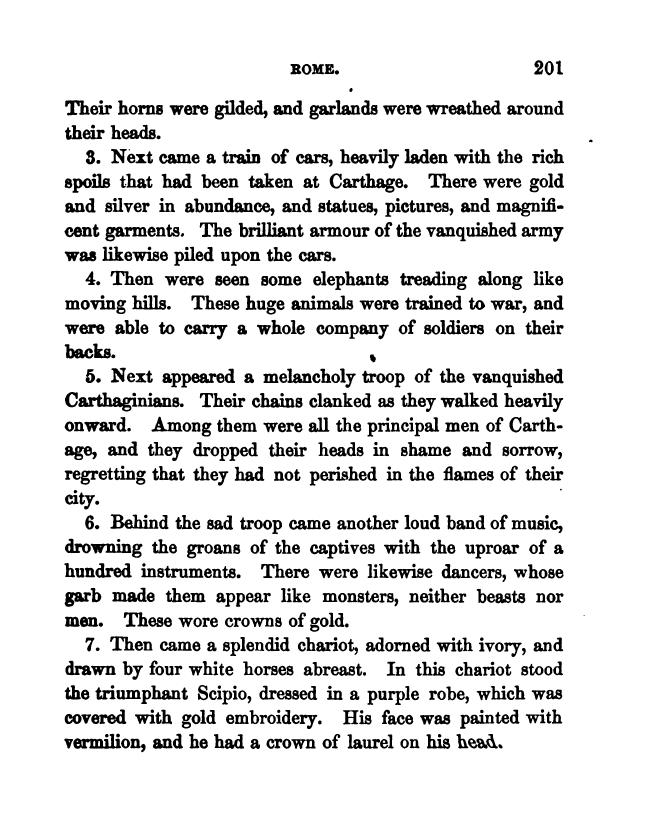 ROME. 201
Their horns were gilded, and garlands were wreathed around
their heads.
3. Next came a train of cars, heavily laden with the rich
spoils that had been taken at Carthage. There were gold
and silver in abundance, and statues, pictures, and magnifi-
cent garments. The brilliant armour of the vanquished army
was likewise piled upon the cars.
4. Then were seen some elephants treading along like
moving hills. These huge animals were trained to war, and
were able to carry a whole company of soldiers on their
backs.
5. Next appeared a melancholy troop of the vanquished
Carthaginians. Their chains clanked as they walked heavily
onward. Among them were all the principal men of Carth-
age, and they dropped their heads in shame and sorrow,
regretting that they had not perished in the flames of their
city.
6. Behind the sad troop came another loud band of music,
drowning the groans of the captives with the uproar of a
hundred instruments. There were likewise dancers, whose
garb made them appear like monsters, neither beasts nor
men. These wore crowns of gold.
7. Then came a splendid chariot, adorned with ivory, and
drawn by four white horses abreast. In this chariot stood
the triumphant Scipio, dressed in a purple robe, which was
covered with gold embroidery. His face was painted with
vermilion, and he had a crown of laurel on his head.